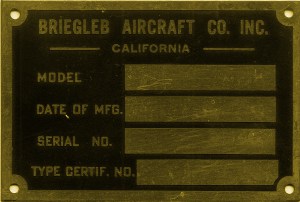 BRIEGLEB AIRCRAFT CO. INC.
CALIFORNIA
MODEL
DATE OF MFG.
SERIAL NO.
TYPE CERTIF. NO.